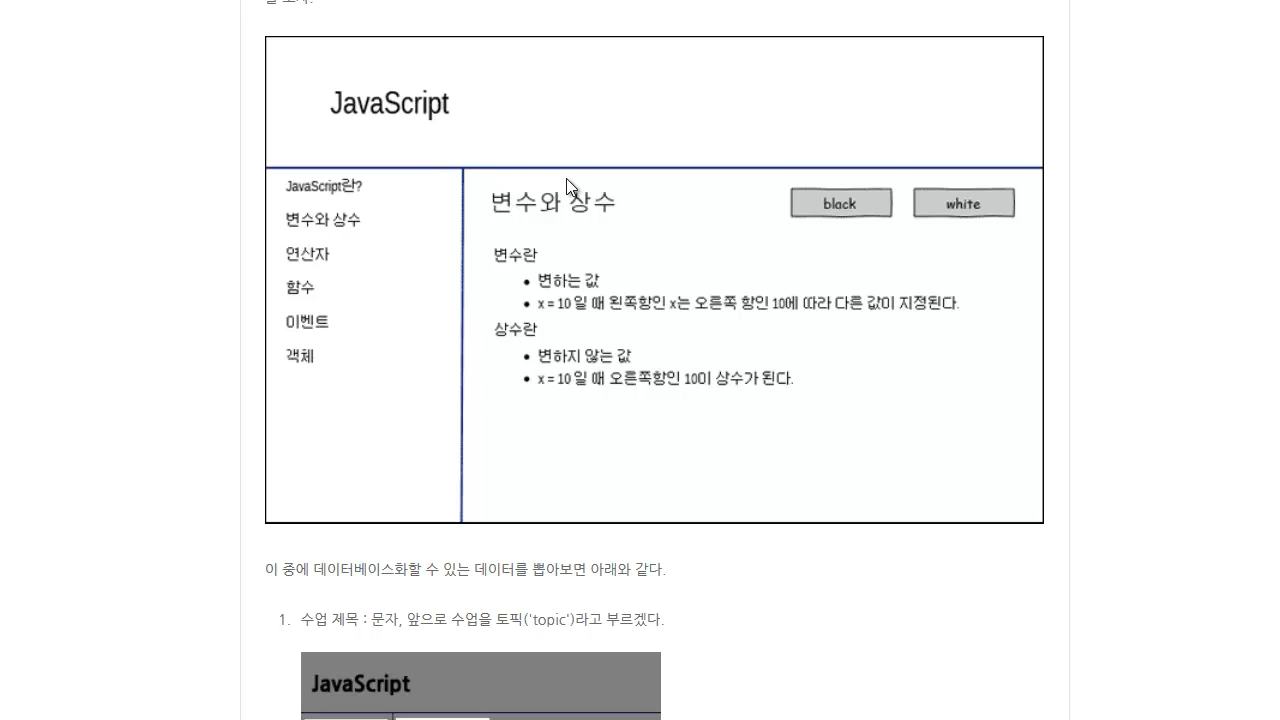 JavaScript
JavaScript란?
변수와 상수
연산자
함수
이벤트
객체
변수와 상수
black
white
변수란
• 변하는 값
• x = 10 일 때 왼쪽항인 x는 오른쪽 항인 10에 따라 다른 값이 지정된다.
상수란
• 변하지 않는 값
• x = 10 일 때 오른쪽항인 10이 상수가 된다.
이 중에 데이터베이스화할 수 있는 데이터를 뽑아보면 아래와 같다.
1. 수업 제목 : 문자, 앞으로 수업을 토픽('topic')라고 부르겠다.
JavaScript